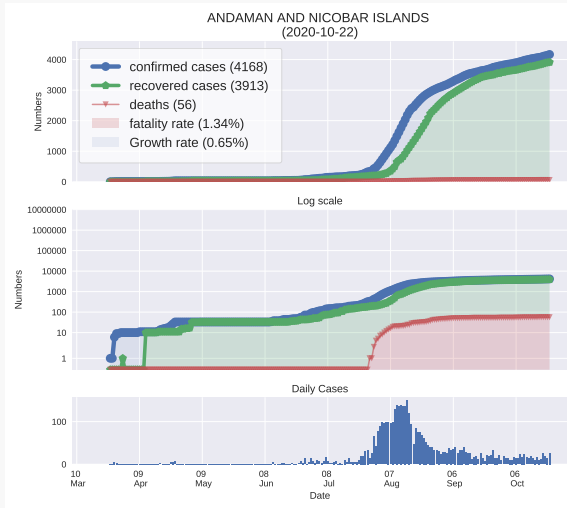 ANDAMAN AND NICOBAR ISLANDS
(2020-10-22)
confirmed cases (4168)
recovered cases (3913)
deaths (56)
fatality rate (1.34%)
Growth rate (0.65%)
Numbers
4000
3000
2000
1000
0
Log scale
Numbers
10000000
1000000
100000
10000
1000
100
10
1
Daily Cases
100
0
10 09 09 08 08 07 06 06
Mar Apr May Jun Jul Aug Sep Oct
Date